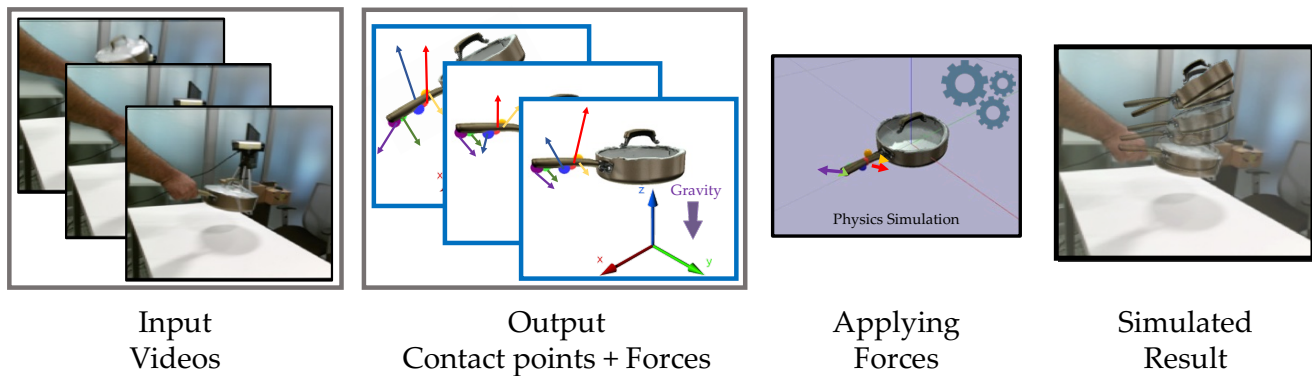 x
z
Gravity
x
y
Physics Simulation
Input
Videos
Output
Contact points + Forces
Applying
Forces
Simulated
Result